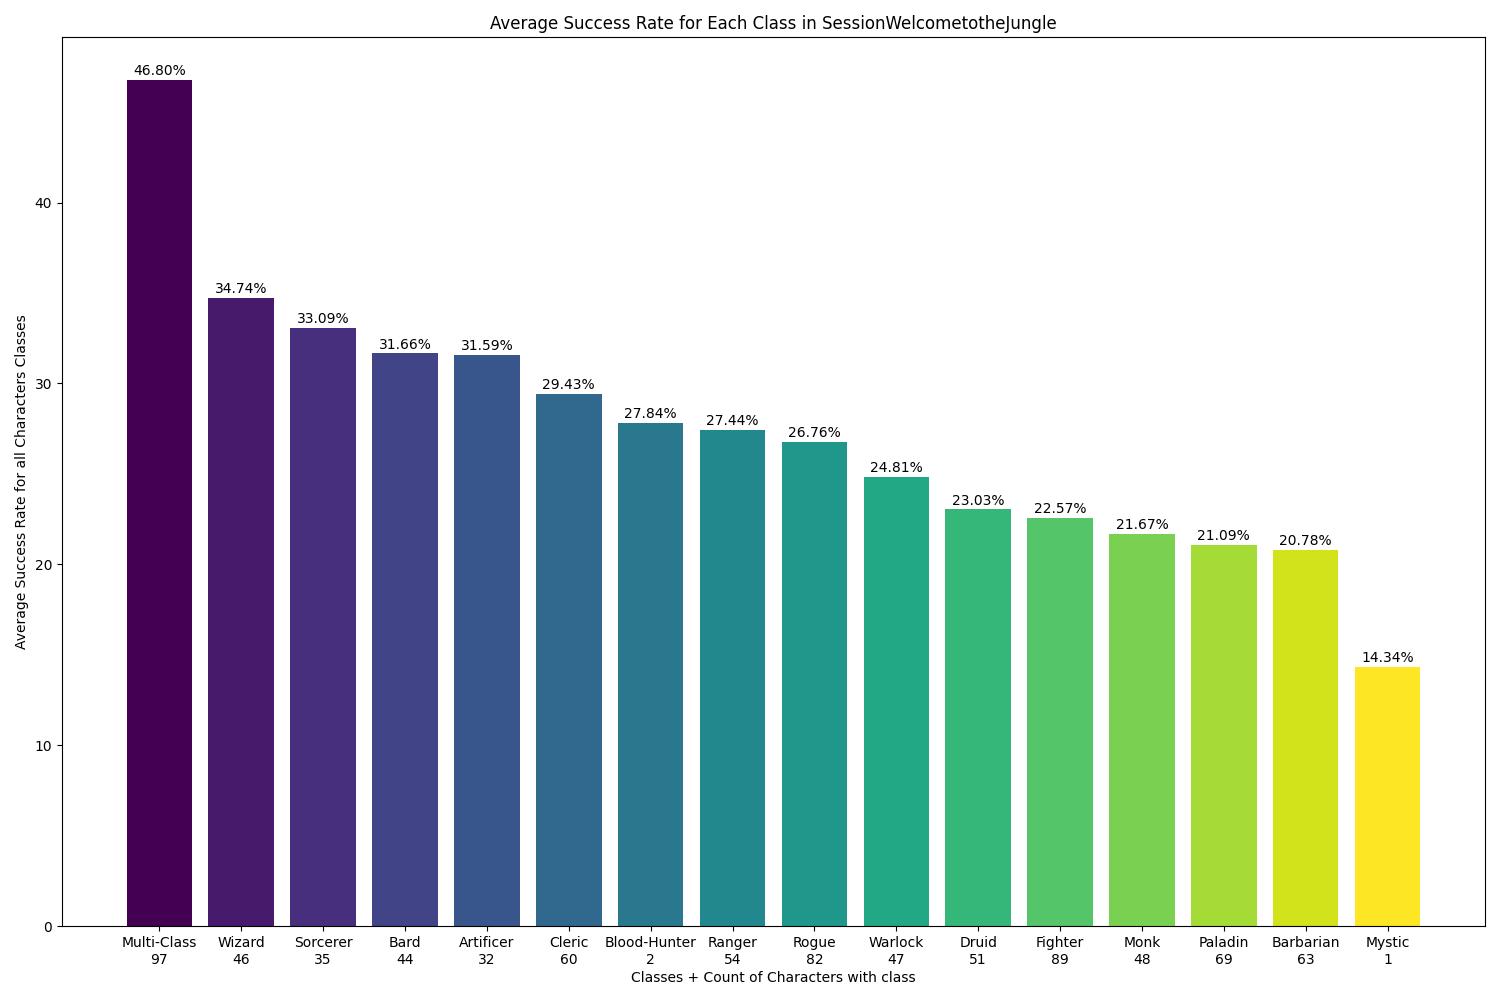 Average Success Rate for Each Class in SessionWelcometotheJungle
Average Success Rate for all Characters Classes
40
30
20
10
0
46.80%
34.74%
33.09%
31.66%
31.59%
29.43%
27.84%
27.44%
26.76%
24.81%
23.03%
22.57%
21.67%
21.09%
20.78%
14.34%
Multi-Class
97
Wizard
46
Sorcerer
35
Bard
44
Artificer
32
Cleric
60
Blood-Hunter
2
Ranger
54
Rogue
82
Warlock
47
Druid
51
Fighter
89
Monk
48
Paladin
69
Barbarian
63
Mystic
1
Classes + Count of Characters with class